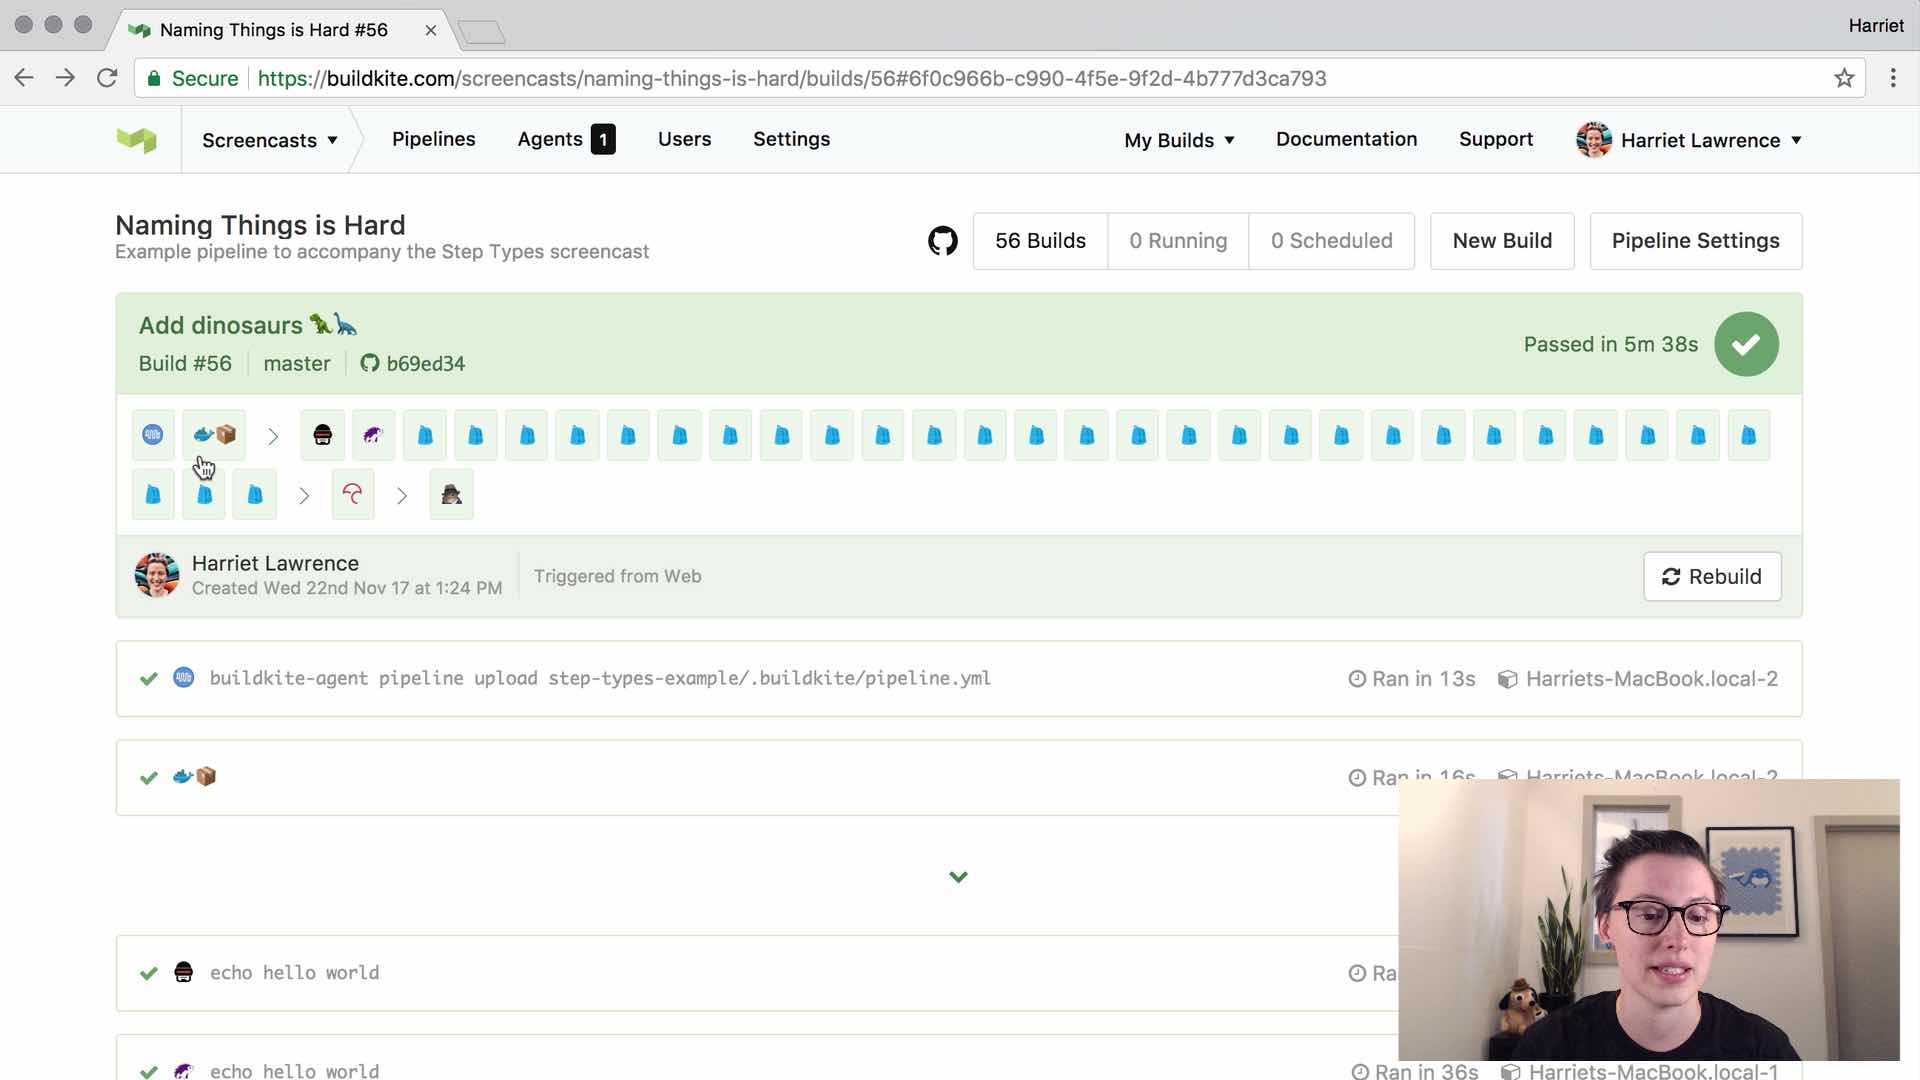 Naming Things is Hard #56
Harriet
Secure https://buildkite.com/screencasts/naming-things-is-hard/builds/56#6f0c966b-c990-4f5e-9f2d-4b777d3ca793
Screencasts Pipelines Agents 1 Users Settings My Builds Documentation Support Harriet Lawrence
Naming Things is Hard
Example pipeline to accompany the Step Types screencast
56 Builds 0 Running 0 Scheduled New Build Pipeline Settings
Add dinosaurs
Build #56 master b69ed34
Passed in 5m 38s
Harriet Lawrence
Created Wed 22nd Nov 17 at 1:24 PM
Triggered from Web
Rebuild
buildkite-agent pipeline upload step-types-example/.buildkite/pipeline.yml Ran in 13s Harriets-MacBook.local-2
Ran in 16s Harriets-MacBook.local-2
echo hello world Ra
echo hello world Ran in 36s Harriets-MacBook.local-1